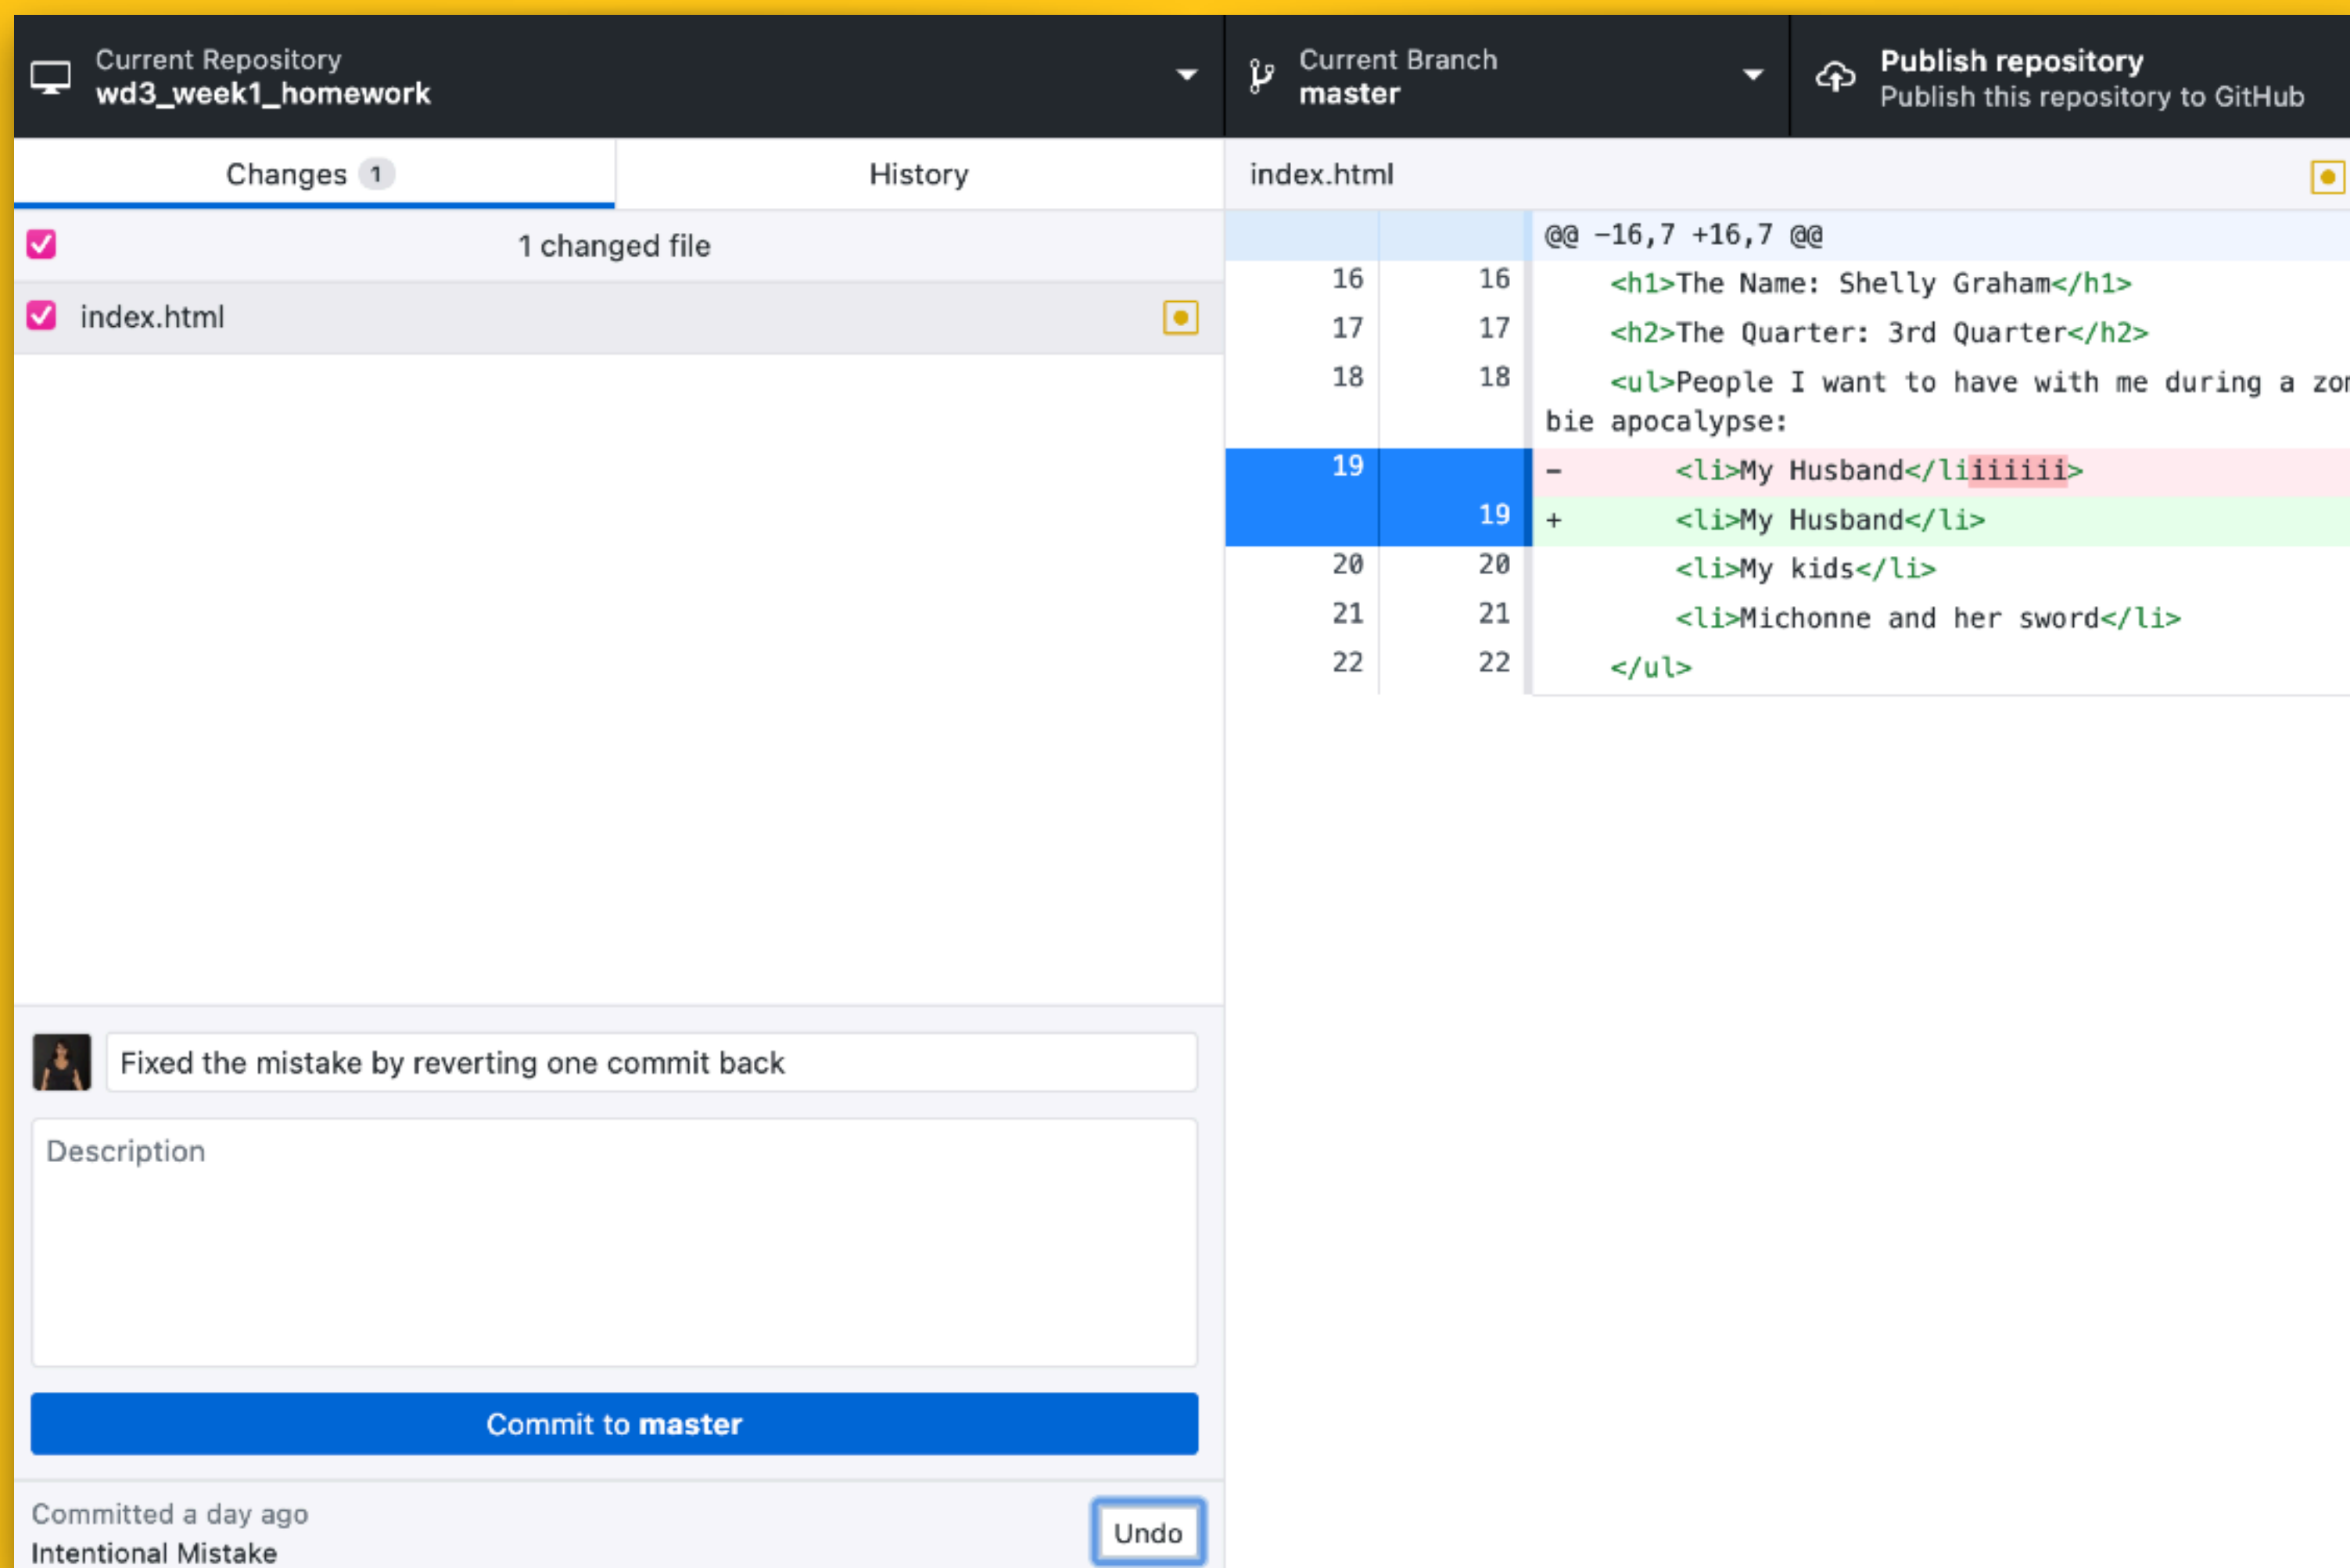 Current Repository
wd3_week1_homework
Current Branch
master
Publish repository
Publish this repository to GitHub
Changes 1
History
1 changed file
index.html
Fixed the mistake by reverting one commit back
Description
Commit to master
Committed a day ago
Intentional Mistake
Undo
index.html
@@ -16,7 +16,7 @@
16 16 <h1>The Name: Shelly Graham</h1>
17 17 <h2>The Quarter: 3rd Quarter</h2>
18 18 <ul>People I want to have with me during a zom
bie apocalypse:
19 - <li>My Husband</liiiiiiii>
19 + <li>My Husband</li>
20 20 <li>My kids</li>
21 21 <li>Michonne and her sword</li>
22 22 </ul>